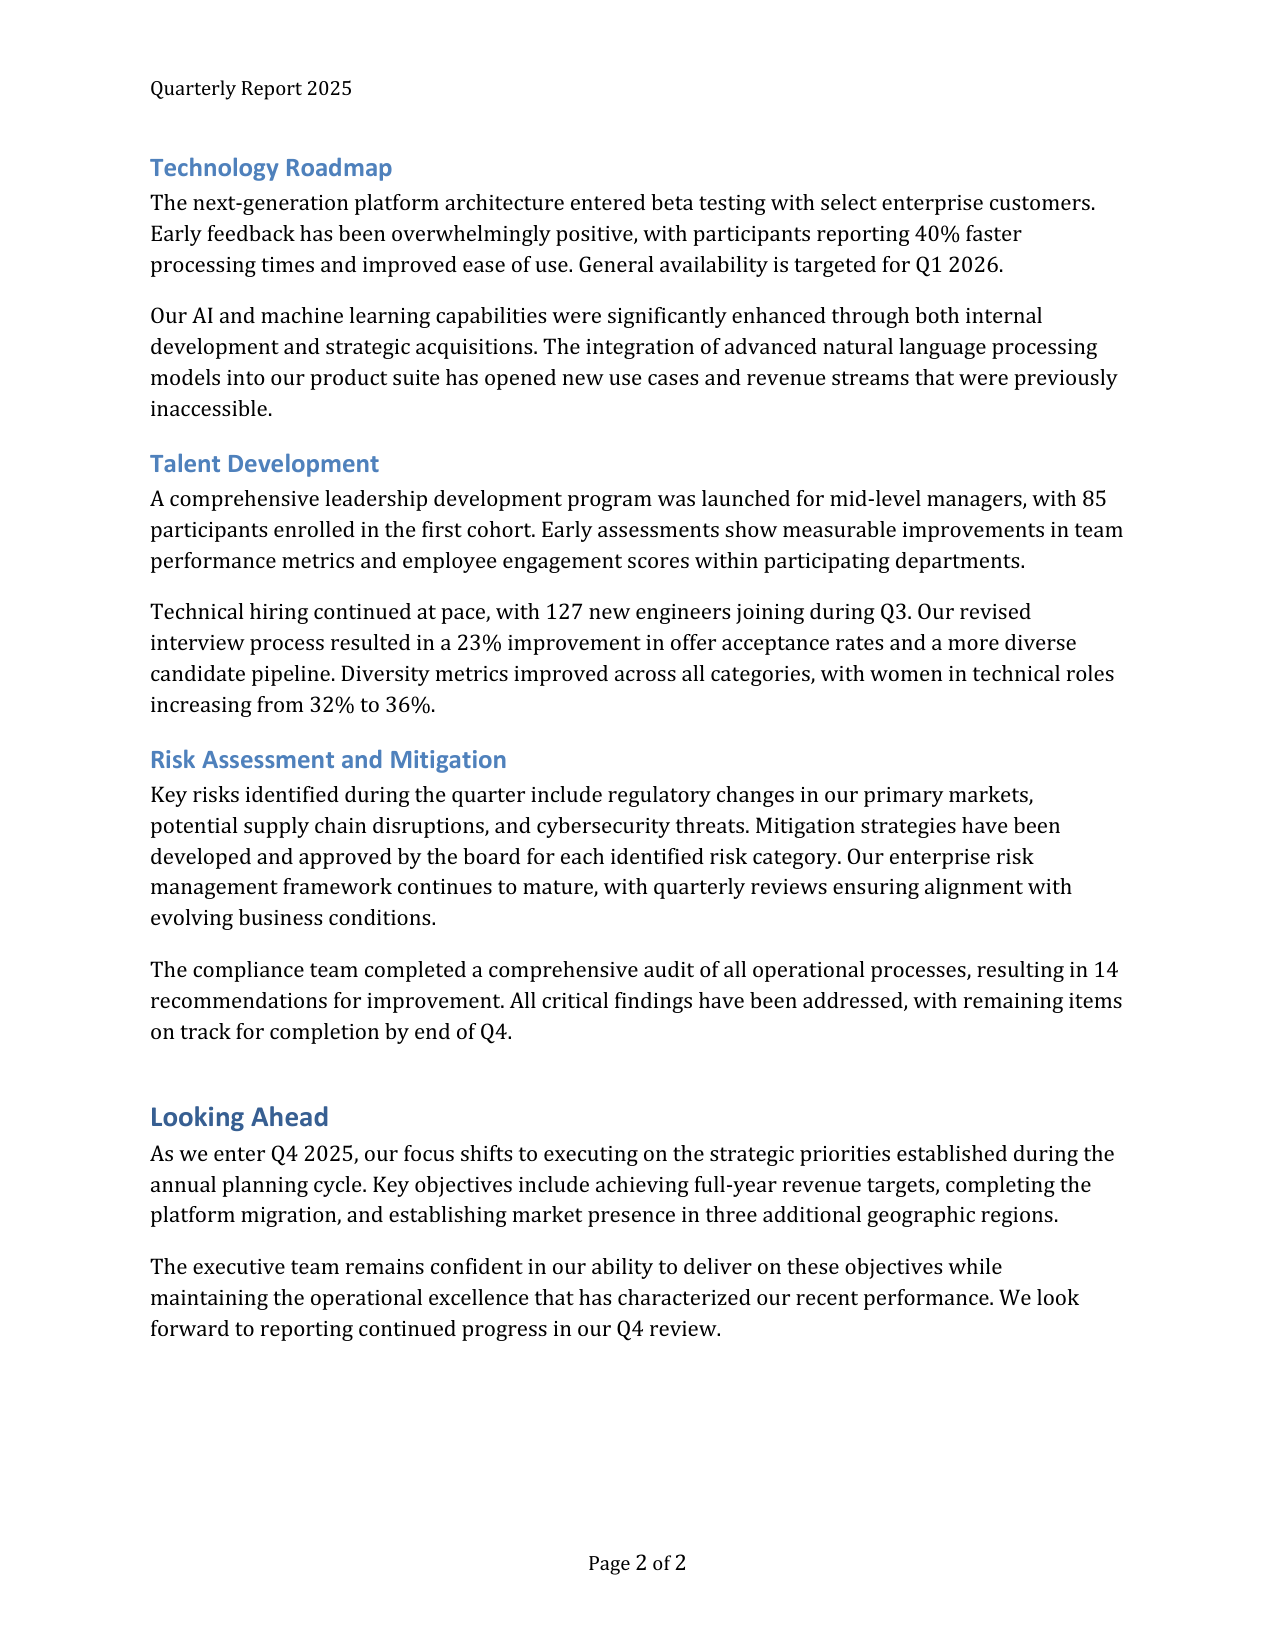 Quarterly Report 2025
Technology Roadmap
The next-generation platform architecture entered beta testing with select enterprise customers.
Early feedback has been overwhelmingly positive, with participants reporting 40% faster
processing times and improved ease of use. General availability is targeted for Q1 2026.
Our AI and machine learning capabilities were significantly enhanced through both internal
development and strategic acquisitions. The integration of advanced natural language processing
models into our product suite has opened new use cases and revenue streams that were previously
inaccessible.
Talent Development
A comprehensive leadership development program was launched for mid-level managers, with 85
participants enrolled in the first cohort. Early assessments show measurable improvements in team
performance metrics and employee engagement scores within participating departments.
Technical hiring continued at pace, with 127 new engineers joining during Q3. Our revised
interview process resulted in a 23% improvement in offer acceptance rates and a more diverse
candidate pipeline. Diversity metrics improved across all categories, with women in technical roles
increasing from 32% to 36%.
Risk Assessment and Mitigation
Key risks identified during the quarter include regulatory changes in our primary markets,
potential supply chain disruptions, and cybersecurity threats. Mitigation strategies have been
developed and approved by the board for each identified risk category. Our enterprise risk
management framework continues to mature, with quarterly reviews ensuring alignment with
evolving business conditions.
The compliance team completed a comprehensive audit of all operational processes, resulting in 14
recommendations for improvement. All critical findings have been addressed, with remaining items
on track for completion by end of Q4.
Looking Ahead
As we enter Q4 2025, our focus shifts to executing on the strategic priorities established during the
annual planning cycle. Key objectives include achieving full-year revenue targets, completing the
platform migration, and establishing market presence in three additional geographic regions.
The executive team remains confident in our ability to deliver on these objectives while
maintaining the operational excellence that has characterized our recent performance. We look
forward to reporting continued progress in our Q4 review.
Page 2 of 2